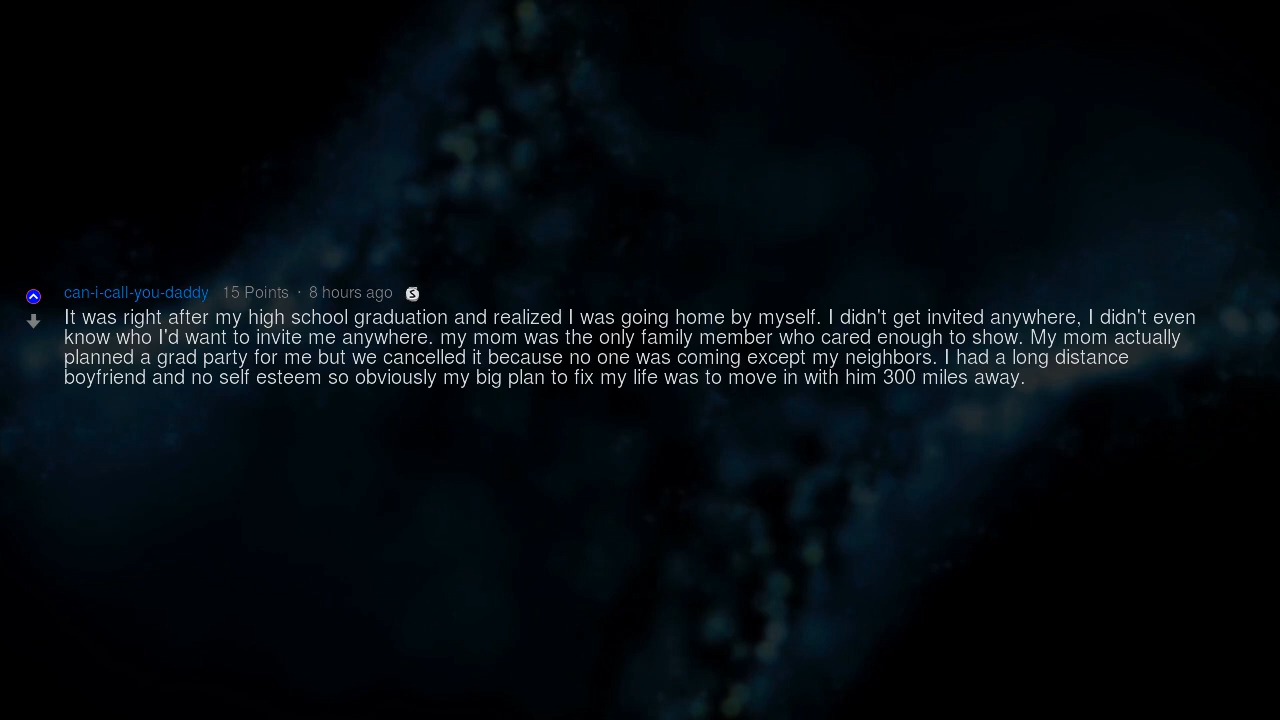 can-i-call-you-daddy 15 Points · 8 hours ago S
It was right after my high school graduation and realized I was going home by myself. I didn't get invited anywhere, I didn't even
know who I'd want to invite me anywhere. my mom was the only family member who cared enough to show. My mom actually
planned a grad party for me but we cancelled it because no one was coming except my neighbors. I had a long distance
boyfriend and no self esteem so obviously my big plan to fix my life was to move in with him 300 miles away.